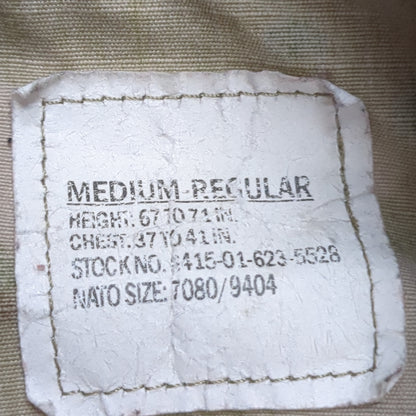 MEDIUM-REGULAR
HEIGHT: 67 TO 71 IN.
CHEST: 37 TO 41 IN.
STOCK NO. 8415-01-623-5528
NATO SIZE: 7080/9404